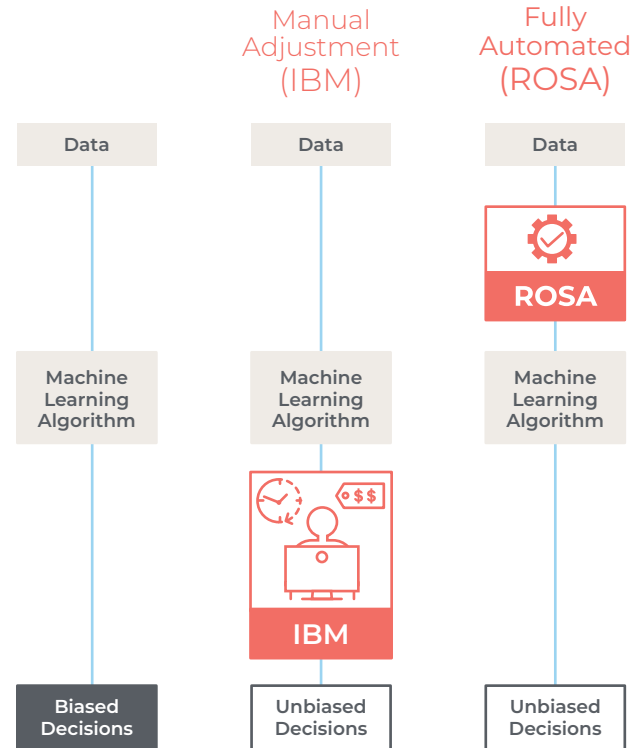 Manual
Adjustment
(IBM)
Fully
Automated
(ROSA)
Data
Data
Data
ROSA
Machine
Learning
Algorithm
Machine
Learning
Algorithm
Machine
Learning
Algorithm
$$
IBM
Biased
Decisions
Unbiased
Decisions
Unbiased
Decisions